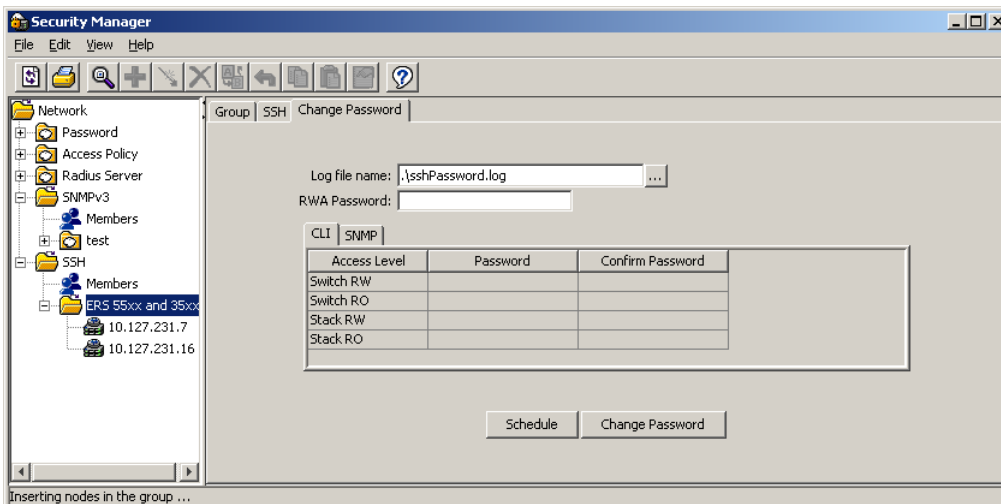 Security Manager
File Edit View Help
Network
Password
Access Policy
Radius Server
SNMPv3
Members
test
SSH
Members
ERS 55xx and 35xx
10.127.231.7
10.127.231.16
Group SSH Change Password
Log file name: .\sshPassword.log ...
RWA Password:
CLI SNMP
Access Level Password Confirm Password
Switch RW
Switch RO
Stack RW
Stack RO
Schedule Change Password
Inserting nodes in the group ...